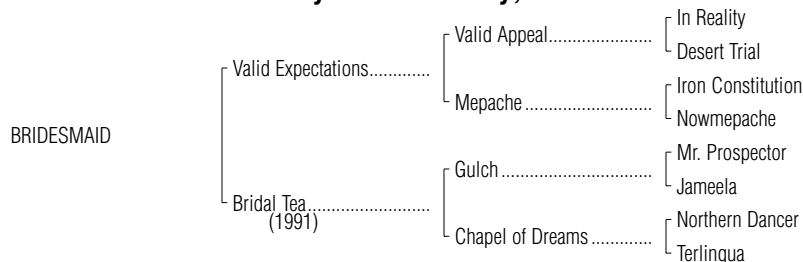 In Reality
Valid Appeal......................
Desert Trial
Valid Expectations.............
Iron Constitution
Mepache ...........................
Nowmepache
BRIDESMAID
Mr. Prospector
Gulch .................................
Jameela
Bridal Tea..........................
(1991)
Northern Dancer
Chapel of Dreams .............
Terlingua